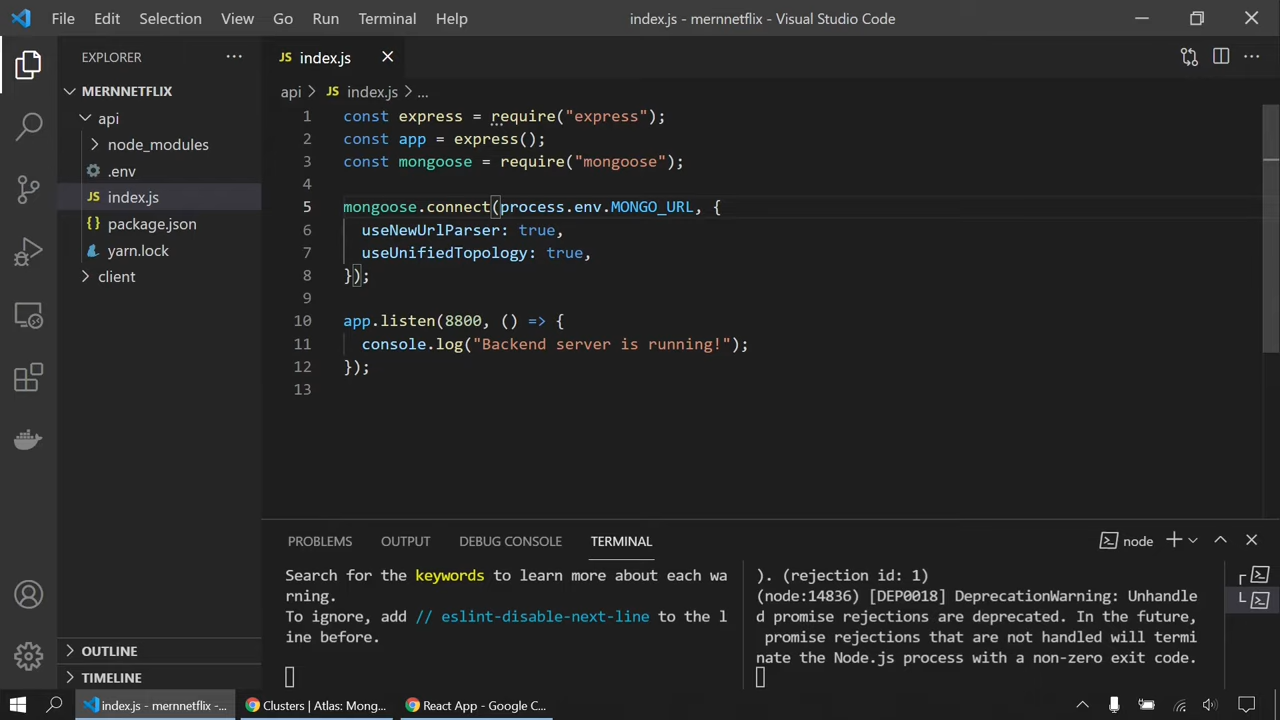 File Edit Selection View Go Run Terminal Help index.js - mernnetflix - Visual Studio Code
EXPLORER
MERNNETFLIX
api
node_modules
.env
JS index.js
{} package.json
yarn.lock
client
OUTLINE
TIMELINE
JS index.js
api > JS index.js > ...
1 const express = require("express");
2 const app = express();
3 const mongoose = require("mongoose");
4
5 mongoose.connect(process.env.MONGO_URL, {
6 useNewUrlParser: true,
7 useUnifiedTopology: true,
8 });
9
10 app.listen(8800, () => {
11 console.log("Backend server is running!");
12 });
13
PROBLEMS OUTPUT DEBUG CONSOLE TERMINAL node
Search for the keywords to learn more about each wa
rning.
To ignore, add // eslint-disable-next-line to the l
ine before.
). (rejection id: 1)
(node:14836) [DEP0018] DeprecationWarning: Unhandle
d promise rejections are deprecated. In the future,
promise rejections that are not handled will termi
nate the Node.js process with a non-zero exit code.
index.js - mernnetflix -... Clusters | Atlas: Mong... React App - Google C...